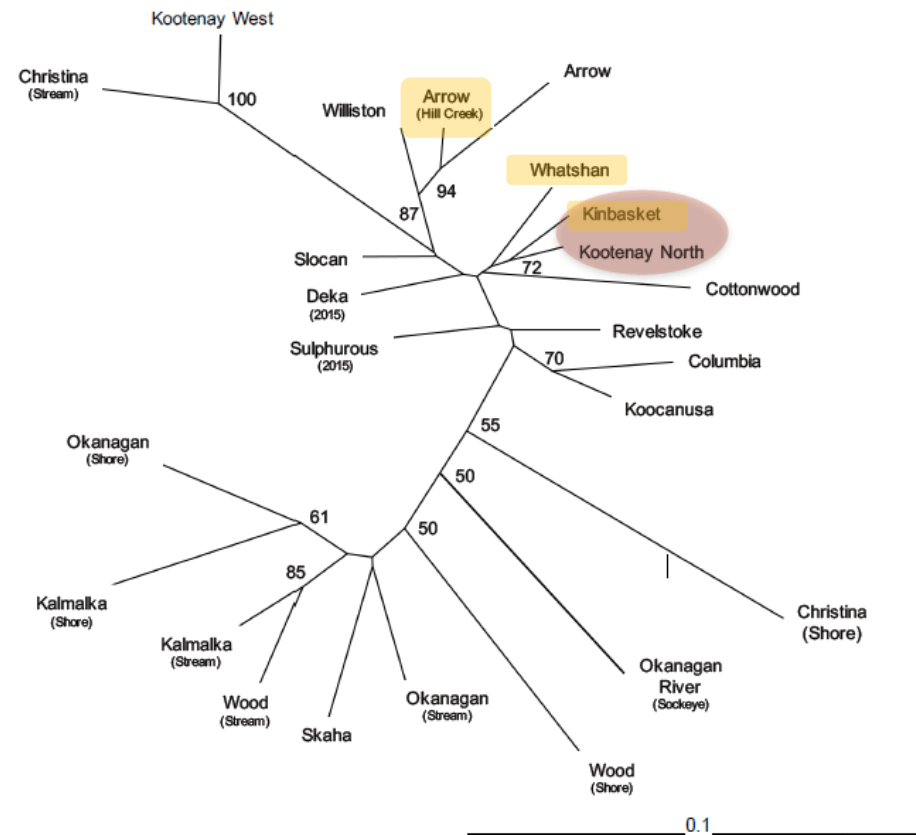 Kootenay West
Christina
(Stream)
100
Arrow
Williston
Arrow
(Hill Creek)
94
Whatshan
87
Kinbasket
Kootenay North
Slocan
72
Deka
(2015)
Cottonwood
Sulphurous
(2015)
Revelstoke
70
Columbia
Koocanusa
55
Okanagan
(Shore)
50
61
50
85
Kalmalka
(Shore)
Christina
(Shore)
Kalmalka
(Stream)
Okanagan
River
(Sockeye)
Wood
(Stream)
Okanagan
(Stream)
Skaha
Wood
(Shore)
0.1